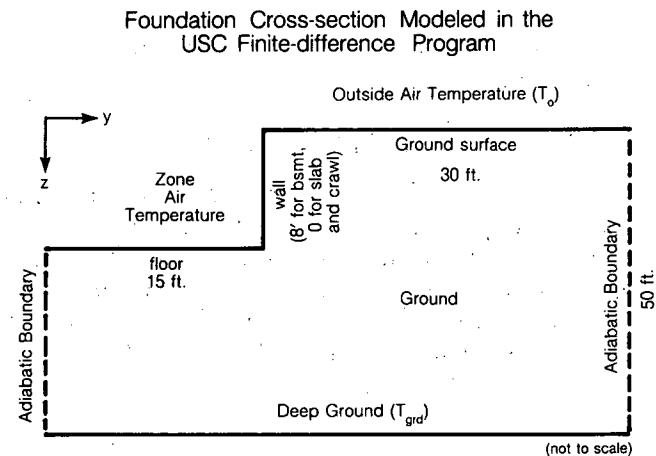 Foundation Cross-section Modeled in the
USC Finite-difference Program
Outside Air Temperature (To)
y
z
Zone
Air
Temperature
wall
(8' for bsmt,
0 for slab
and crawl)
Ground surface
30 ft.
floor
15 ft.
Ground
Adiabatic Boundary
Adiabatic Boundary
50 ft.
Deep Ground (Tgrd)
(not to scale)